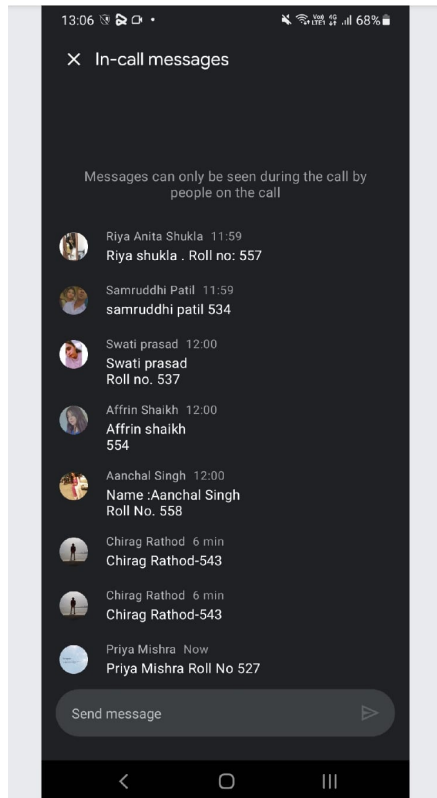 13:06
Vo9 4G
LTE1
68%
In-call messages
Messages can only be seen during the call by
people on the call
Riya Anita Shukla 11:59
Riya shukla . Roll no: 557
Samruddhi Patil 11:59
samruddhi patil 534
Swati prasad 12:00
Swati prasad
Roll no. 537
Affrin Shaikh 12:00
Affrin shaikh
554
Aanchal Singh 12:00
Name :Aanchal Singh
Roll No. 558
Chirag Rathod 6 min
Chirag Rathod-543
Chirag Rathod 6 min
Chirag Rathod-543
Priya Mishra Now
Priya Mishra Roll No 527
Send message